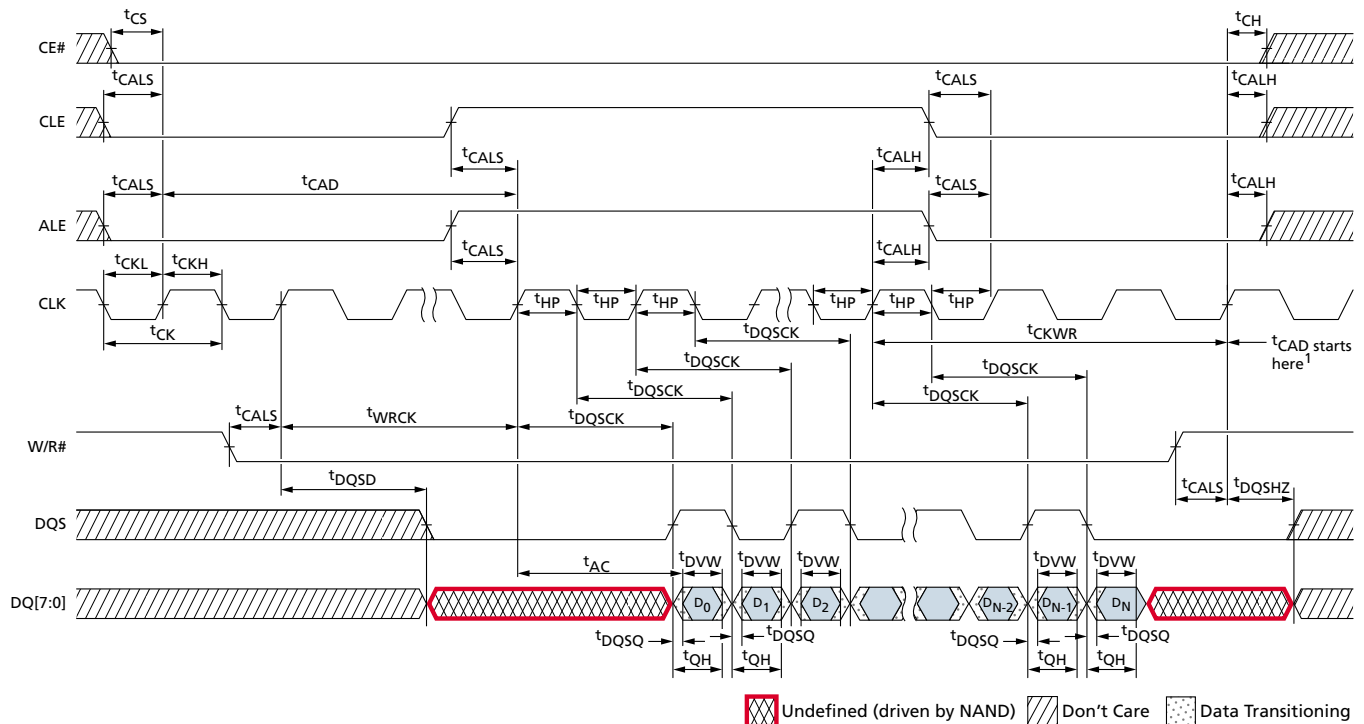 tCS
tCH
CE#
tCALS
tCALS
tCALH
CLE
tCALS
tCALH
tCALS
tCAD
tCALS
tCALH
ALE
tCALS
tCALH
tCKL
tCKH
CLK
tHP
tHP
tHP
tHP
tHP
tHP
tCK
tDQSCK
tCKWR
tCAD starts
here1
tDQSCK
tDQSCK
tDQSCK
tDQSCK
tCALS
tWRCK
tDQSCK
W/R#
tDQSD
tCALS
tDQSHZ
DQS
tAC
tDVW
tDVW
tDVW
tDVW
tDVW
DQ[7:0]
D0
D1
D2
DN-2
DN-1
DN
tDQSQ
tDQSQ
tDQSQ
tDQSQ
tQH
tQH
tQH
tQH
Undefined (driven by NAND)
Don't Care
Data Transitioning